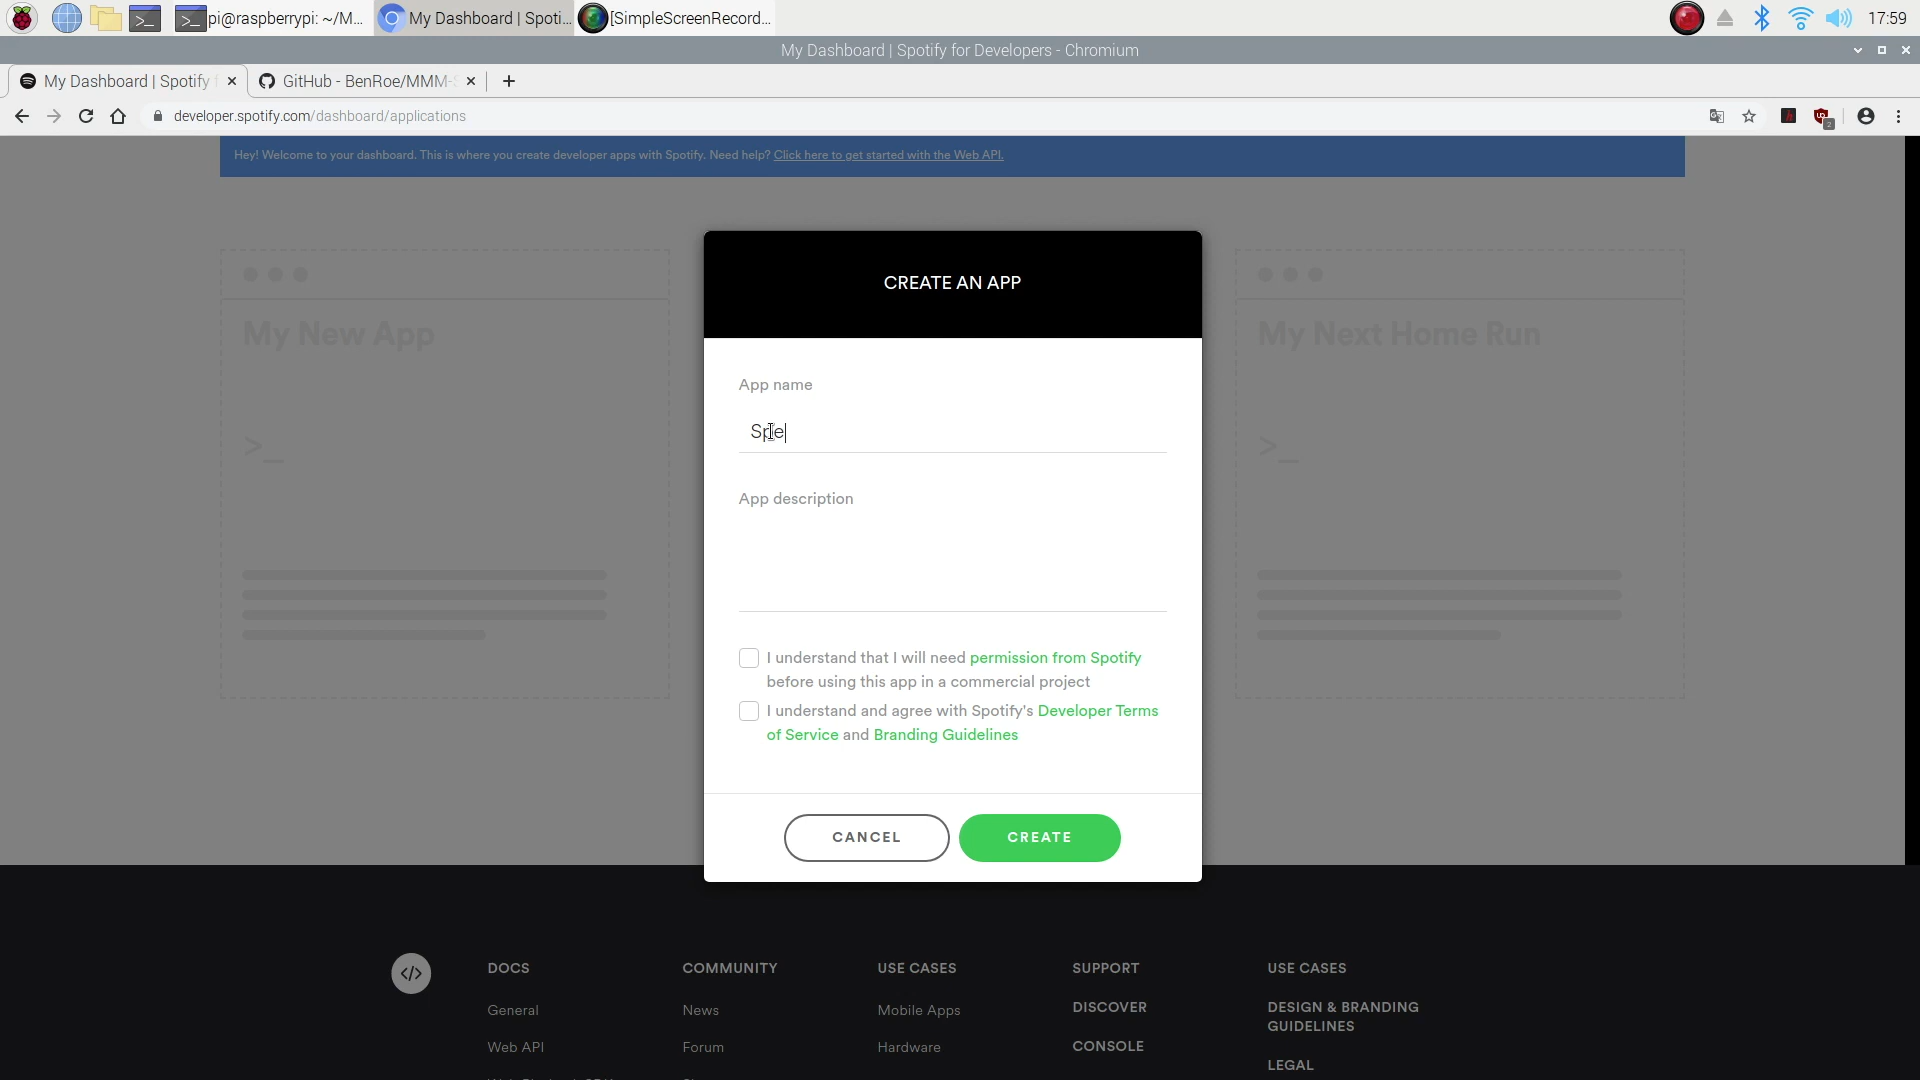 pi@raspberrypi: ~/M...
My Dashboard | Spoti...
[SimpleScreenRecord...
17:59
My Dashboard | Spotify for Developers - Chromium
My Dashboard | Spotify f
GitHub - BenRoe/MMM-S
developer.spotify.com/dashboard/applications
2
Hey! Welcome to your dashboard. This is where you create developer apps with Spotify. Need help? Click here to get started with the Web API.
CREATE AN APP
My New App
My Next Home Run
>_
>_
App name
App description
I understand that I will need permission from Spotify
before using this app in a commercial project
I understand and agree with Spotify's Developer Terms
of Service and Branding Guidelines
CANCEL
CREATE
</>
DOCS
COMMUNITY
USE CASES
SUPPORT
USE CASES
General
News
Mobile Apps
DISCOVER
DESIGN & BRANDING
GUIDELINES
Web API
Forum
Hardware
CONSOLE
LEGAL